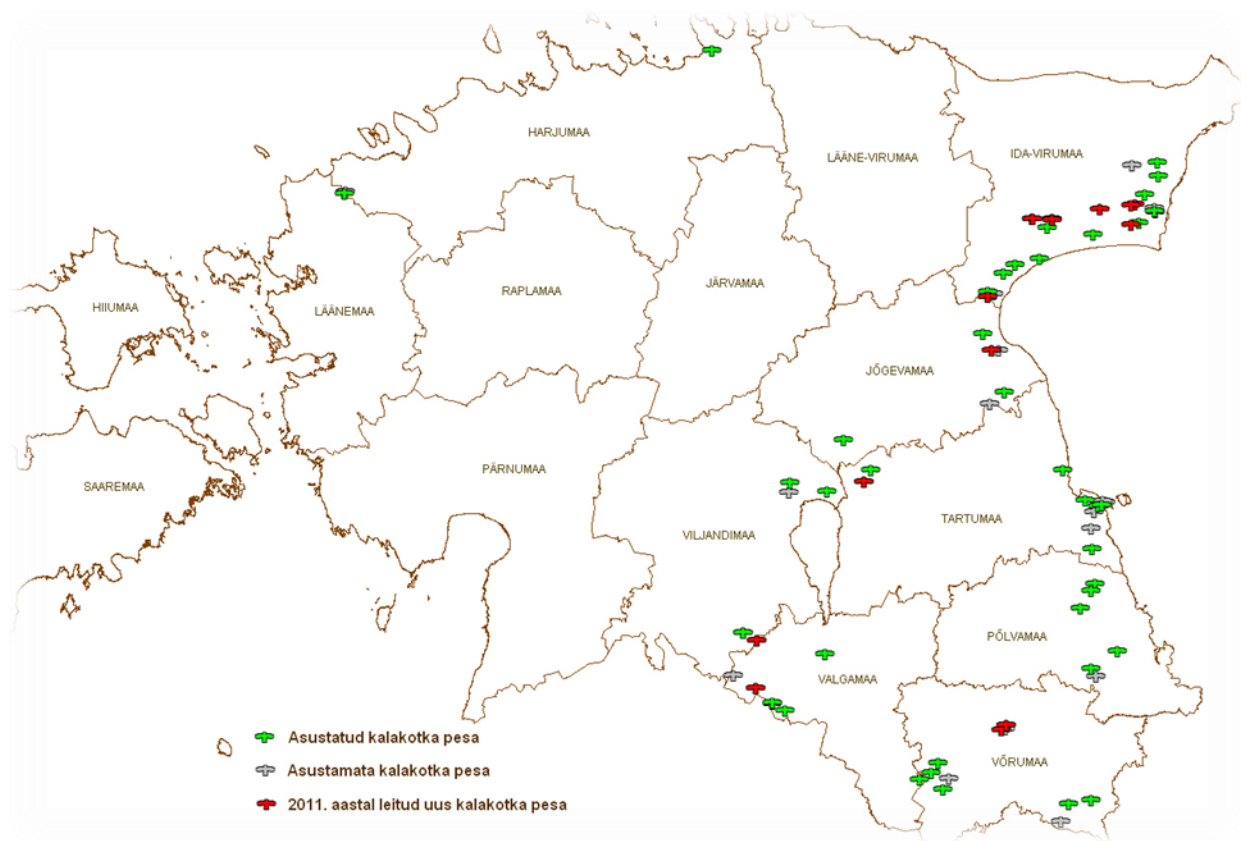 HARJUMAA
LÄÄNE-VIRUMAA
IDA-VIRUMAA
HIIUMAA
LÄÄNEMAA
RAPLAMAA
JÄRVAMAA
JÕGEVAMAA
SAAREMAA
PÄRNUMAA
VILJANDIMAA
TARTUMAA
PÕLVAMAA
VALGAMAA
VÕRUMAA
Asustatud kalakotka pesa
Asustamata kalakotka pesa
2011. aastal leitud uus kalakotka pesa